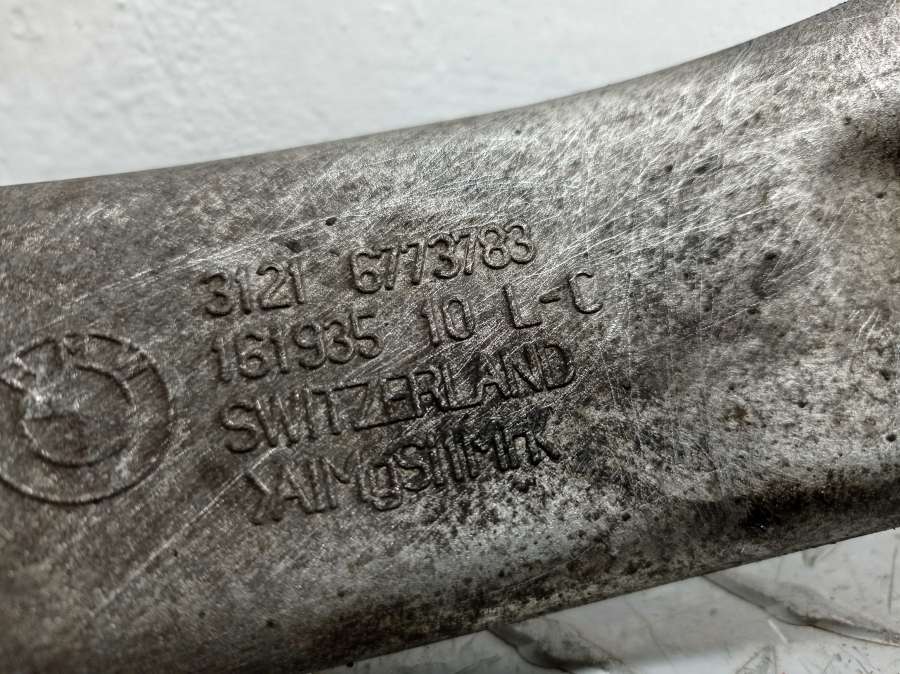 3121 6773783
161935 10 L-C
SWITZERLAND
>AlMgSi1Mn<